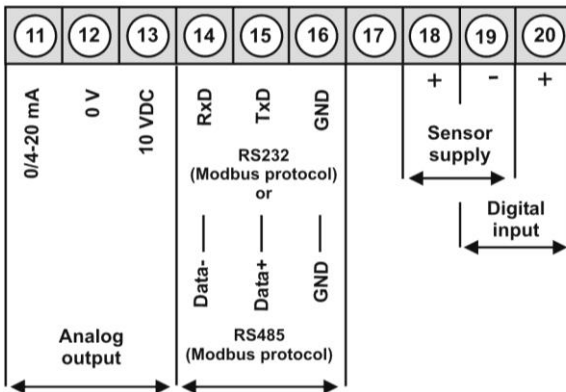 11 12 13 14 15 16 17 18 19 20
+ - +
0/4-20 mA
0 V
10 VDC
RxD
TxD
GND
RS232
(Modbus protocol)
or
Data-
Data+
GND
RS485
(Modbus protocol)
Analog
output
Sensor
supply
Digital
input